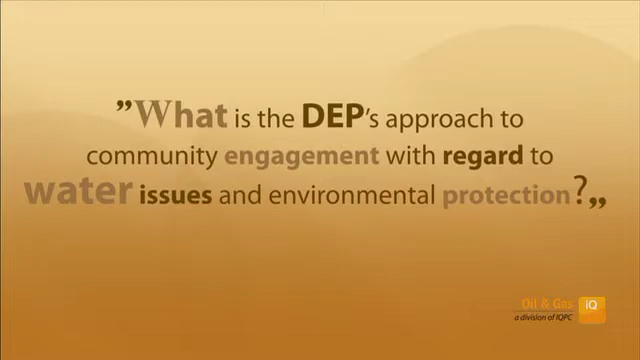 ”What is the DEP’s approach to
community engagement with regard to
water issues and environmental protection?„
Oil & Gas iQ
a division of IQPC